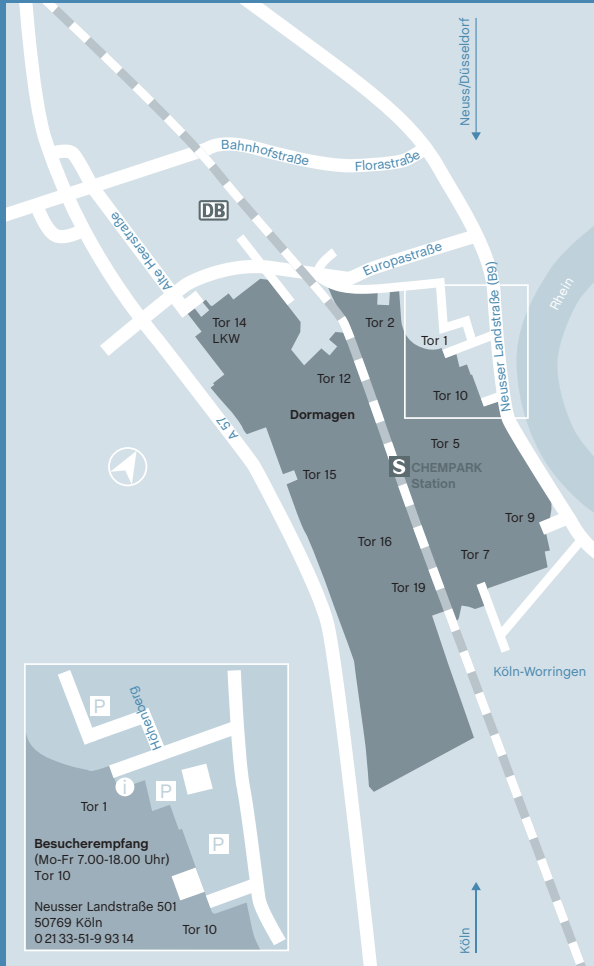 Neuss/Düsseldorf
Bahnhofstraße
Florastraße
DB
Alte Heerstraße
Europastraße
Rhein
Neusser Landstraße (B9)
Tor 14
LKW
Tor 2
Tor 1
Tor 12
Tor 10
Dormagen
A 57
Tor 5
S CHEMPARK
Station
Tor 15
Tor 9
Tor 16
Tor 7
Tor 19
Köln-Worringen
Höhenberg
P
i
P
Tor 1
P
Besucherempfang
(Mo-Fr 7.00-18.00 Uhr)
Tor 10
Neusser Landstraße 501
50769 Köln
0 21 33-51-9 93 14
Tor 10
Köln